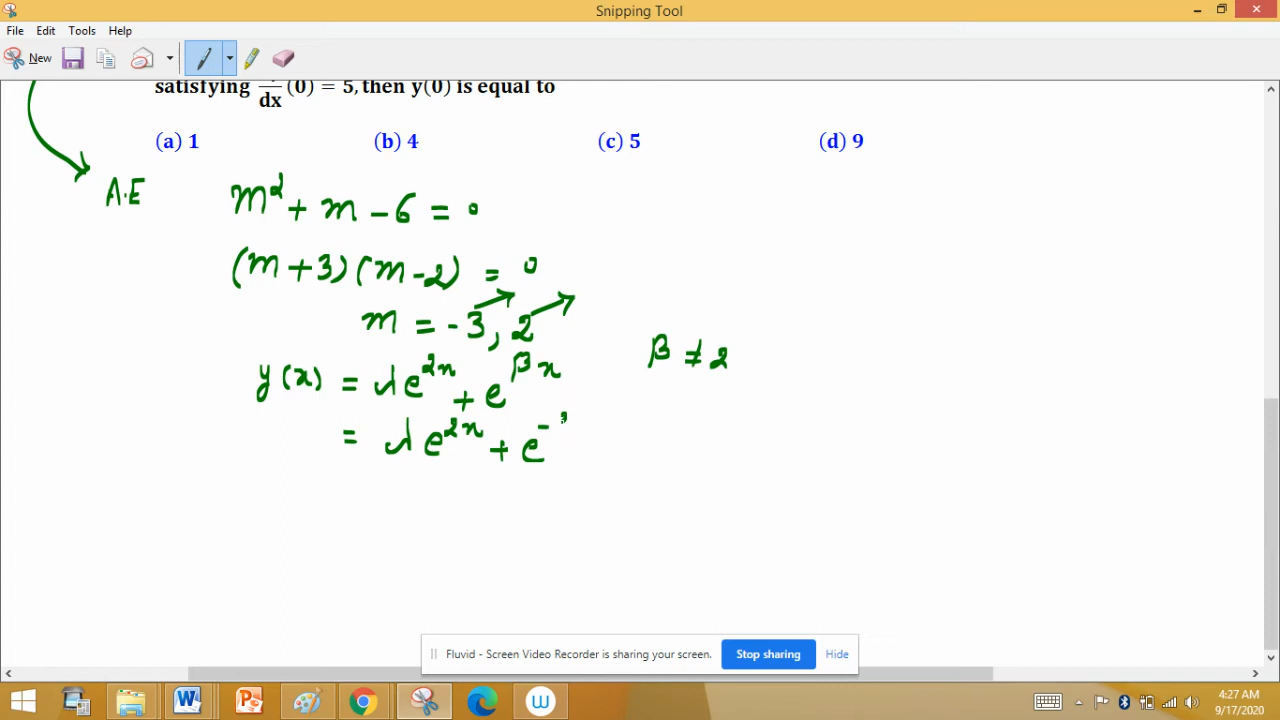 Snipping Tool
File Edit Tools Help
New
satisfying dx (0) = 5, then y(0) is equal to
(a) 1 (b) 4 (c) 5 (d) 9
A.E m² + m - 6 = 0
(m + 3) (m - 2) = 0
m = -3, 2
y(x) = λe^{2x} + e^{βx} β ≠ 2
= λe^{2x} + e^{-
Fluvid - Screen Video Recorder is sharing your screen. Stop sharing Hide
4:27 AM
9/17/2020